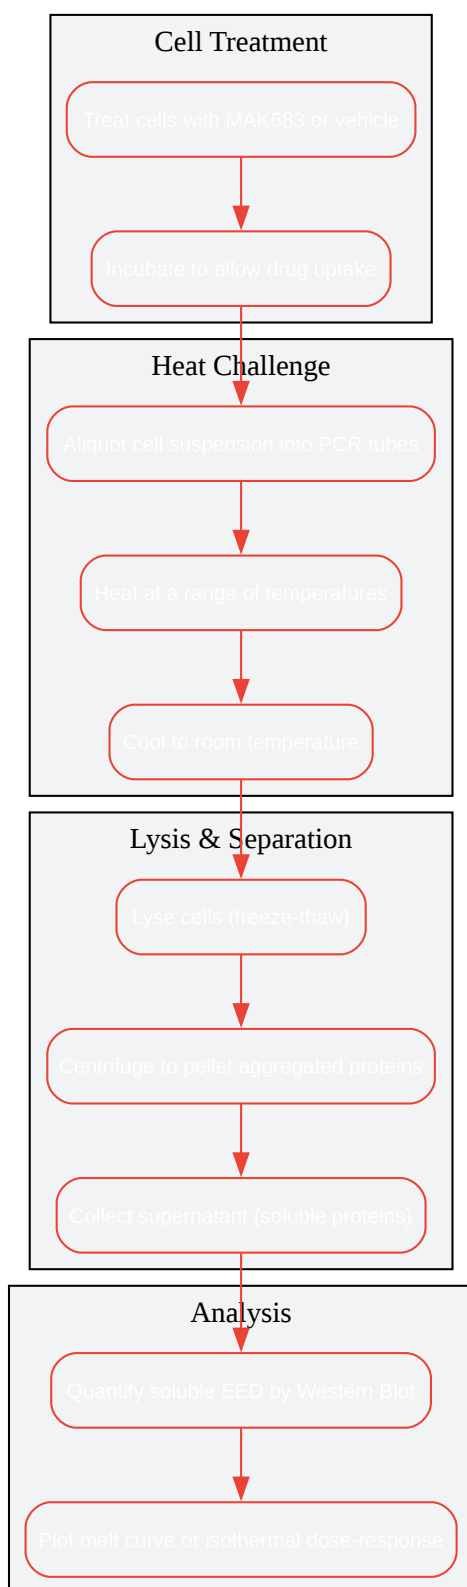 Cell Treatment
Treat cells with MAK683 or vehicle
Incubate to allow drug uptake
Heat Challenge
Aliquot cell suspension into PCR tubes
Heat at a range of temperatures
Cool to room temperature
Lysis & Separation
Lyse cells (freeze-thaw)
Centrifuge to pellet aggregated proteins
Collect supernatant (soluble proteins)
Analysis
Quantify soluble EED by Western Blot
Plot melt curve or isothermal dose-response